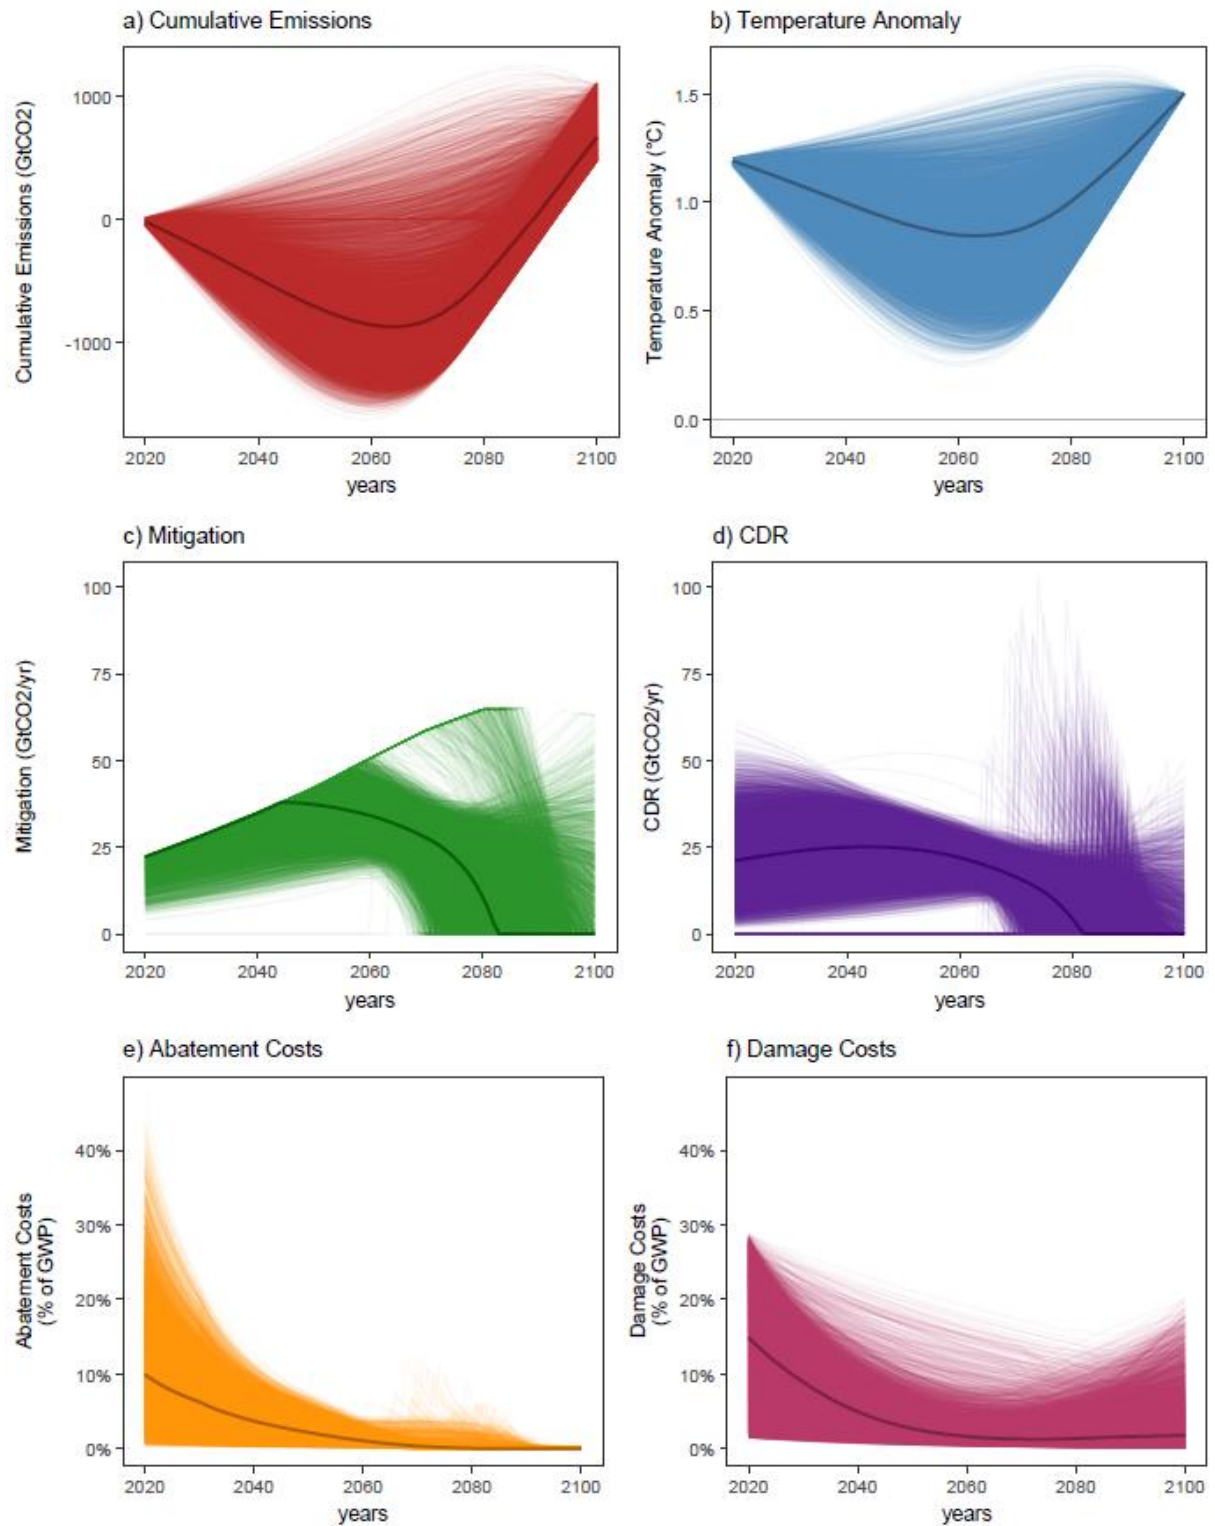 a) Cumulative Emissions
b) Temperature Anomaly
Cumulative Emissions (GtCO2)
1000
0
-1000
2020 2040 2060 2080 2100
years
Temperature Anomaly (°C)
1.5
1.0
0.5
0.0
2020 2040 2060 2080 2100
years
c) Mitigation
d) CDR
Mitigation (GtCO2/yr)
100
75
50
25
0
2020 2040 2060 2080 2100
years
CDR (GtCO2/yr)
100
75
50
25
0
2020 2040 2060 2080 2100
years
e) Abatement Costs
f) Damage Costs
Abatement Costs
(% of GWP)
40%
30%
20%
10%
0%
2020 2040 2060 2080 2100
years
Damage Costs
(% of GWP)
40%
30%
20%
10%
0%
2020 2040 2060 2080 2100
years